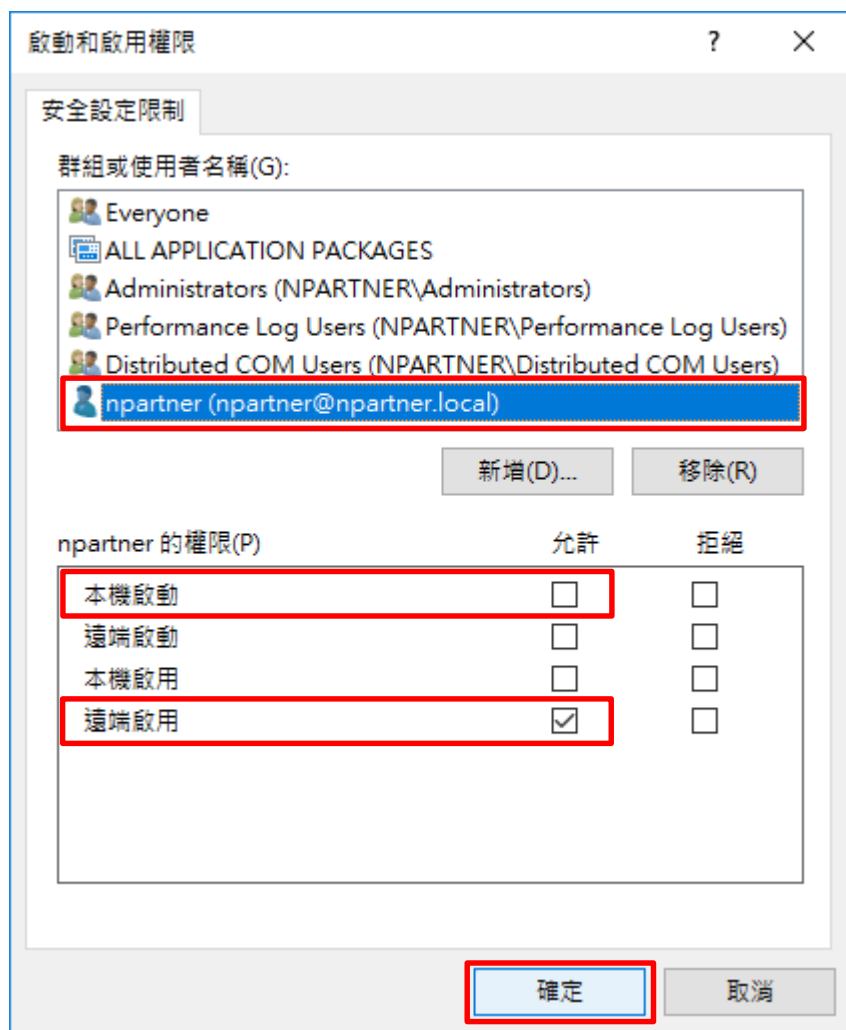 啟動和啟用權限 ? ×
安全設定限制
群組或使用者名稱(G):
Everyone
ALL APPLICATION PACKAGES
Administrators (NPARTNER\Administrators)
Performance Log Users (NPARTNER\Performance Log Users)
Distributed COM Users (NPARTNER\Distributed COM Users)
npartner (npartner@npartner.local)
新增(D)... 移除(R)
npartner 的權限(P) 允許 拒絕
本機啟動
遠端啟動
本機啟用
遠端啟用
確定 取消